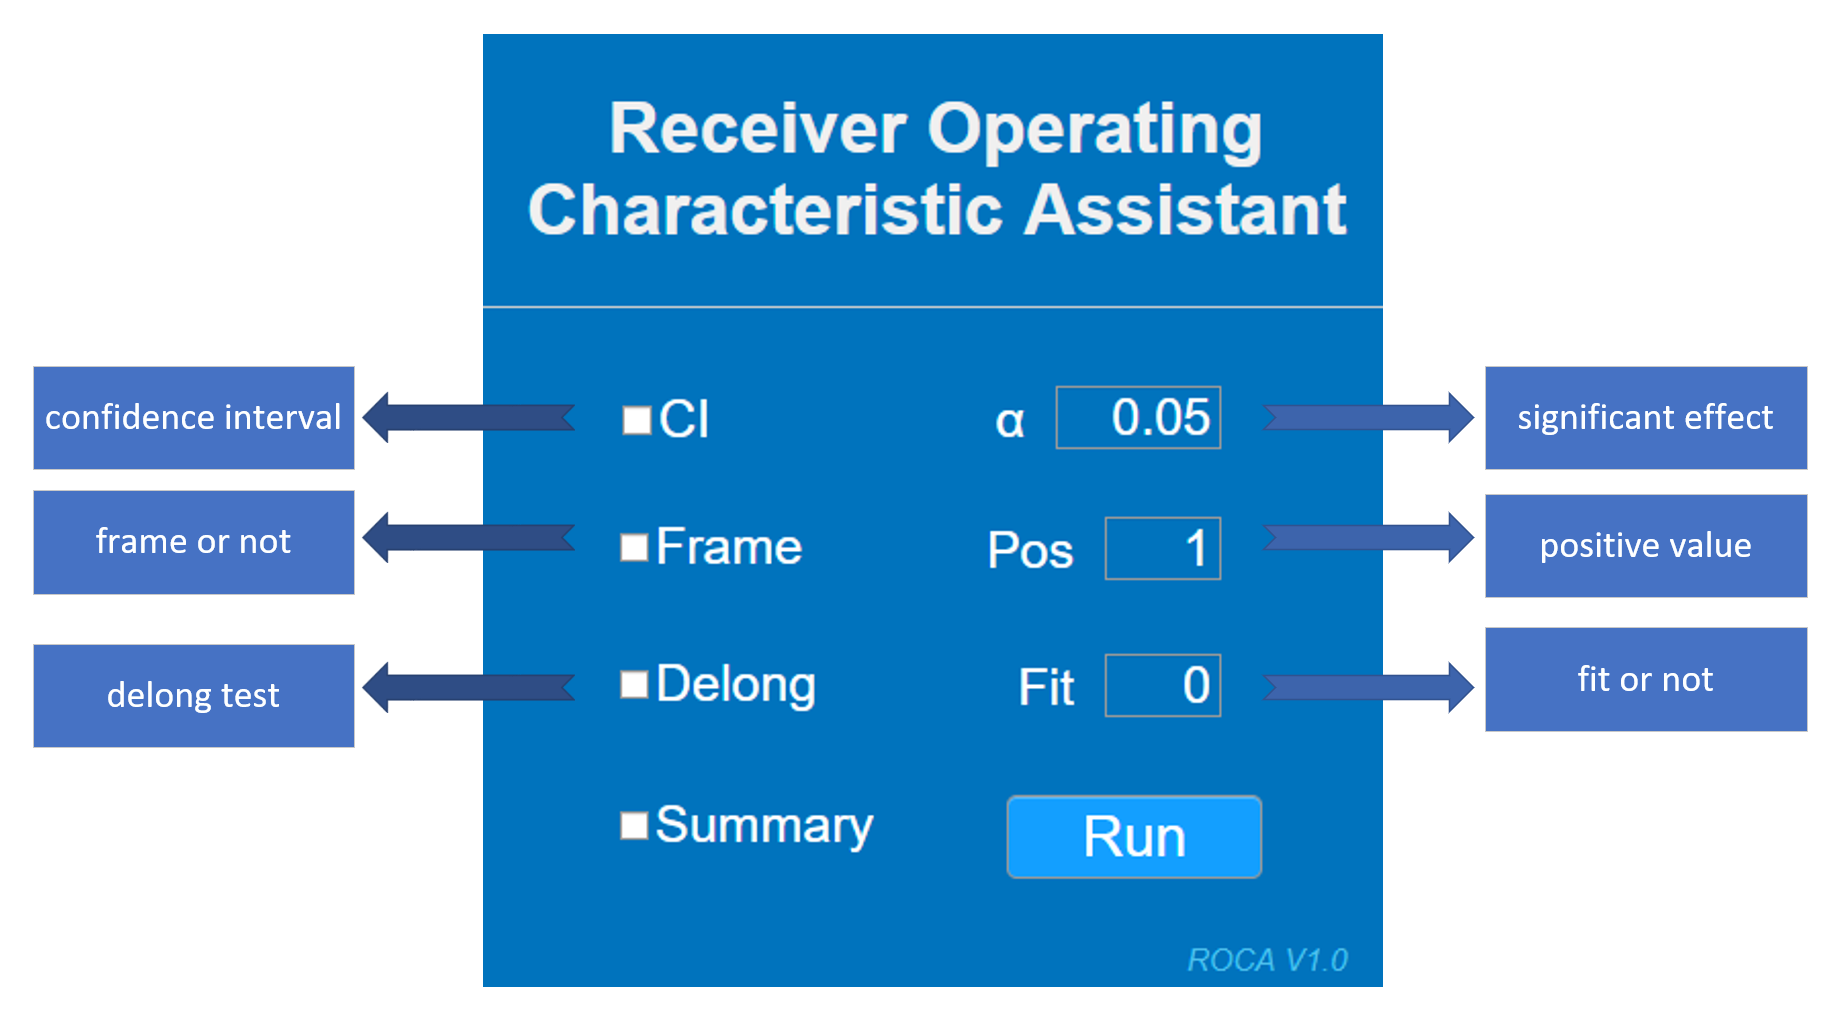 Receiver Operating
Characteristic Assistant
confidence interval
CI
α
0.05
significant effect
frame or not
Frame
Pos
1
positive value
delong test
Delong
Fit
0
fit or not
Summary
Run
ROCA V1.0